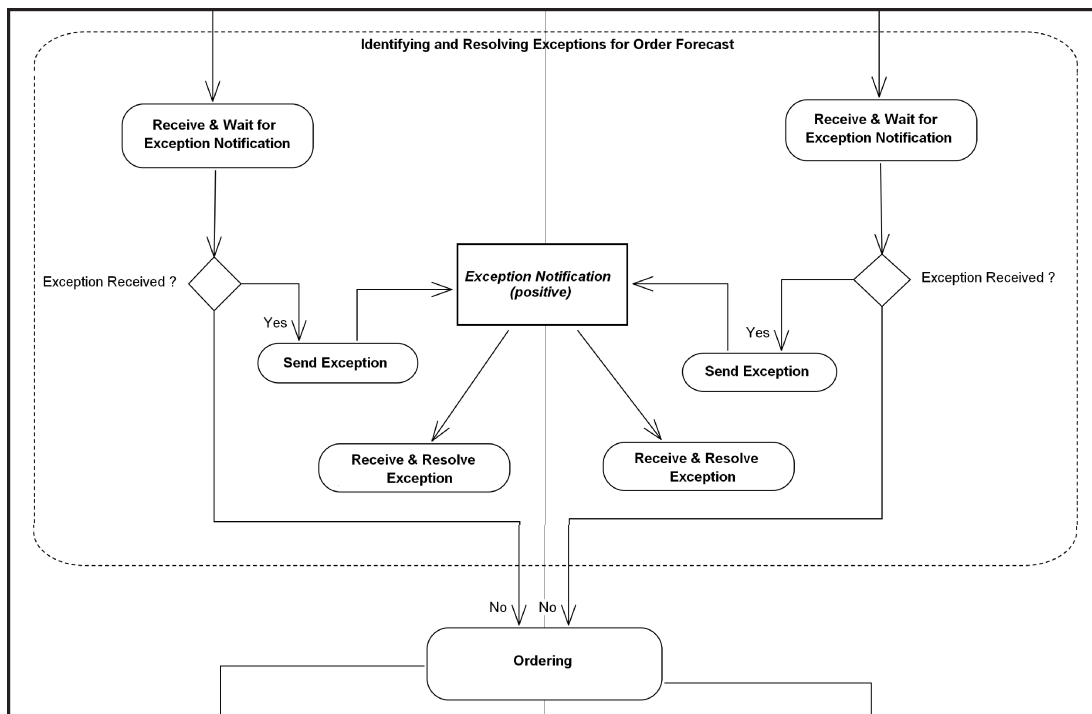 Identifying and Resolving Exceptions for Order Forecast
Receive & Wait for
Exception Notification
Receive & Wait for
Exception Notification
Exception Received ?
Exception Notification
(positive)
Exception Received ?
Yes
Yes
Send Exception
Send Exception
Receive & Resolve
Exception
Receive & Resolve
Exception
No
No
Ordering